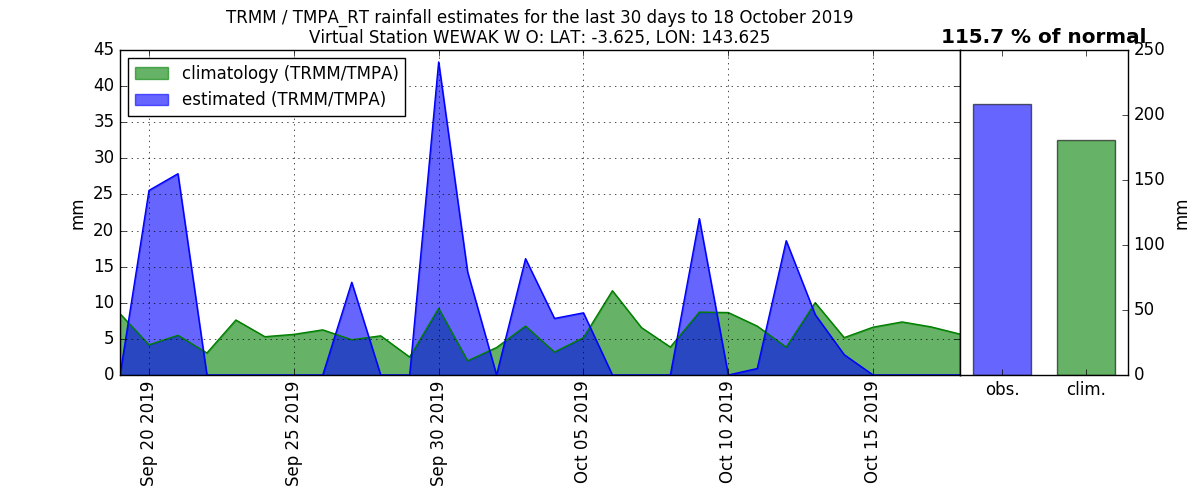 TRMM / TMPA_RT rainfall estimates for the last 30 days to 18 October 2019
Virtual Station WEWAK W O: LAT: -3.625, LON: 143.625
115.7 % of normal
climatology (TRMM/TMPA)
estimated (TRMM/TMPA)
45
40
35
30
25
20
15
10
5
0
mm
Sep 20 2019
Sep 25 2019
Sep 30 2019
Oct 05 2019
Oct 10 2019
Oct 15 2019
250
200
150
100
50
0
mm
obs.
clim.